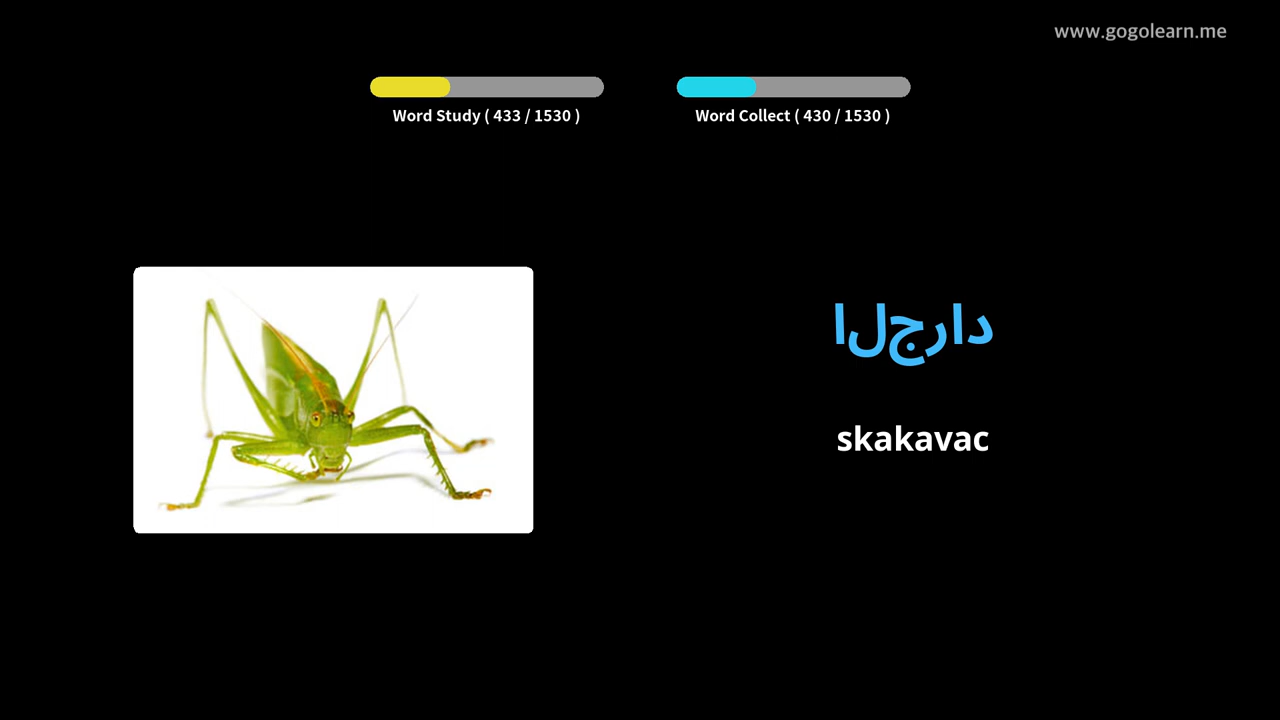 www.gogolearn.me
Word Study ( 433 / 1530 )
Word Collect ( 430 / 1530 )
الجراد
skakavac